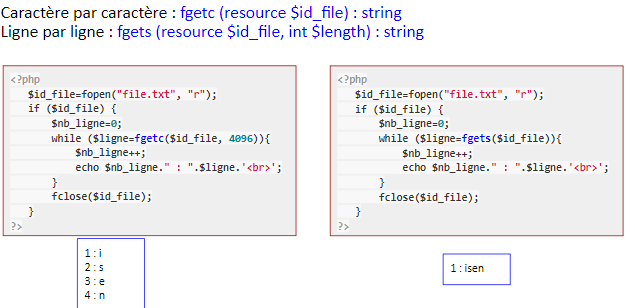 Caractère par caractère : fgetc (resource $id_file) : string
Ligne par ligne : fgets (resource $id_file, int $length) : string
<?php
$id_file=fopen("file.txt", "r");
if ($id_file) {
$nb_ligne=0;
while ($ligne=fgetc($id_file, 4096)){
$nb_ligne++;
echo $nb_ligne." : ".$ligne.'<br>';
}
fclose($id_file);
}
?>
1 : i
2 : s
3 : e
4 : n
<?php
$id_file=fopen("file.txt", "r");
if ($id_file) {
$nb_ligne=0;
while ($ligne=fgets($id_file)){
$nb_ligne++;
echo $nb_ligne." : ".$ligne.'<br>';
}
fclose($id_file);
}
?>
1 : isen